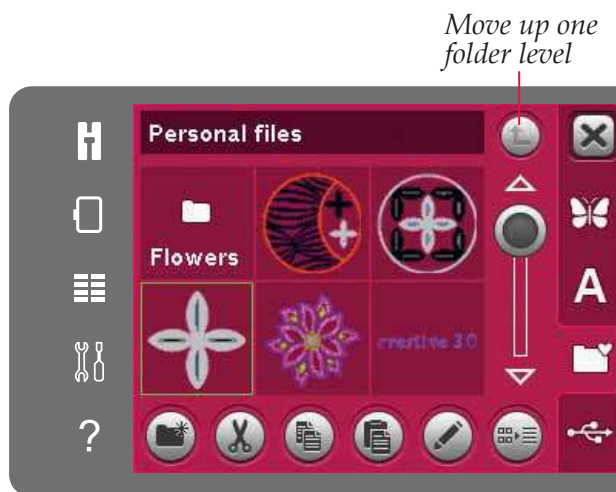 Move up one
folder level
Personal files
Flowers
creative 3.0
A
?